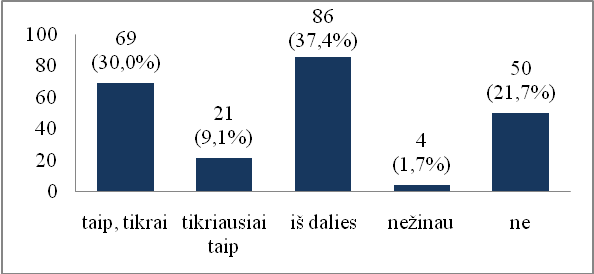 86
(37,4%)
69
(30,0%)
50
(21,7%)
21
(9,1%)
4
(1,7%)
100
80
60
40
20
0
taip, tikrai
tikriausiai
taip
iš dalies
nežinau
ne